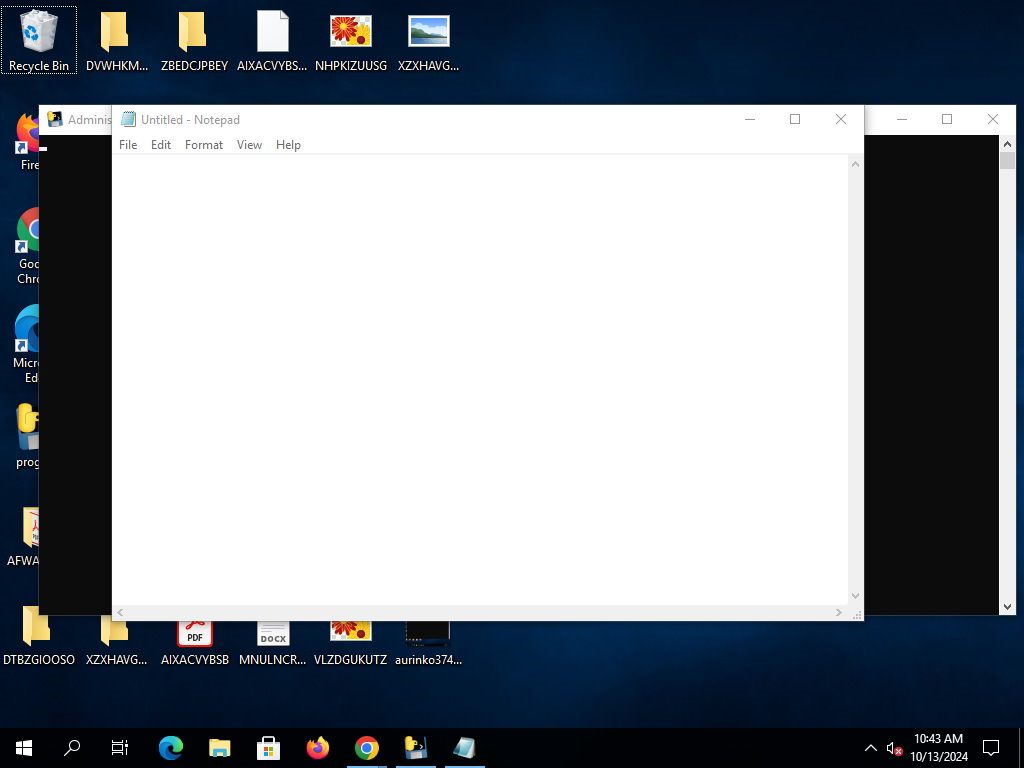 Recycle Bin
DVWHKM...
ZBEDCJPBEY
AIXACVYBS...
NHPKIZUUSG
XZXHAVG...
Adminis
Untitled - Notepad
File Edit Format View Help
Fire
Goo
Chro
Micr
Ed
prog
AFWA
DTBZGIOOSO
XZXHAVG...
PDF
AIXACVYBSB
DOCX
MNULNCR...
VLZDGUKUTZ
aurinko374...
10:43 AM
10/13/2024